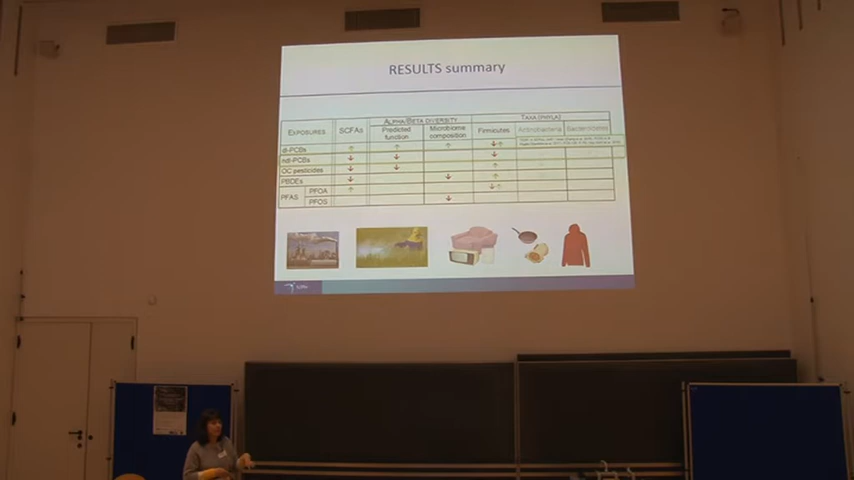 RESULTS summary
EXPOSURES SCFAs ALPHA/BETA DIVERSITY TAXA (PHYLA)
Predicted function Microbiome composition Firmicutes Actinobacteria Bacteroidetes
dl-PCBs ↑ ↑ ↑ ↓↑
ndl-PCBs ↓ ↓ ↓
OC pesticides ↓ ↓ ↑
PBDEs ↓ ↓ ↑
PFAS PFOA ↑ ↓↑
PFOS ↓